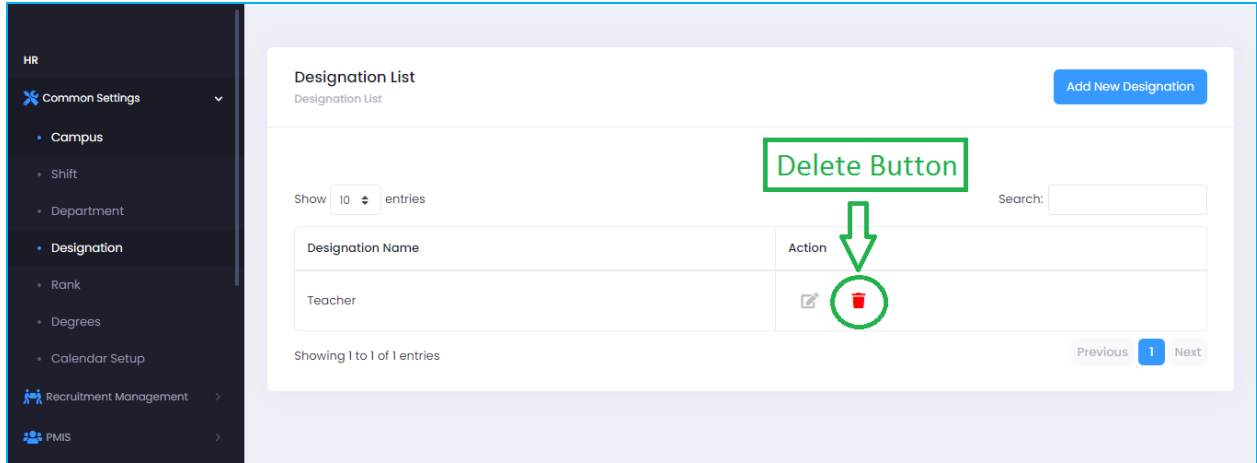 HR
Common Settings
Campus
Shift
Department
Designation
Rank
Degrees
Calendar Setup
Recruitment Management
PMIS
Designation List
Designation List
Add New Designation
Delete Button
Show 10 entries
Search:
Designation Name Action
Teacher
Showing 1 to 1 of 1 entries
Previous 1 Next